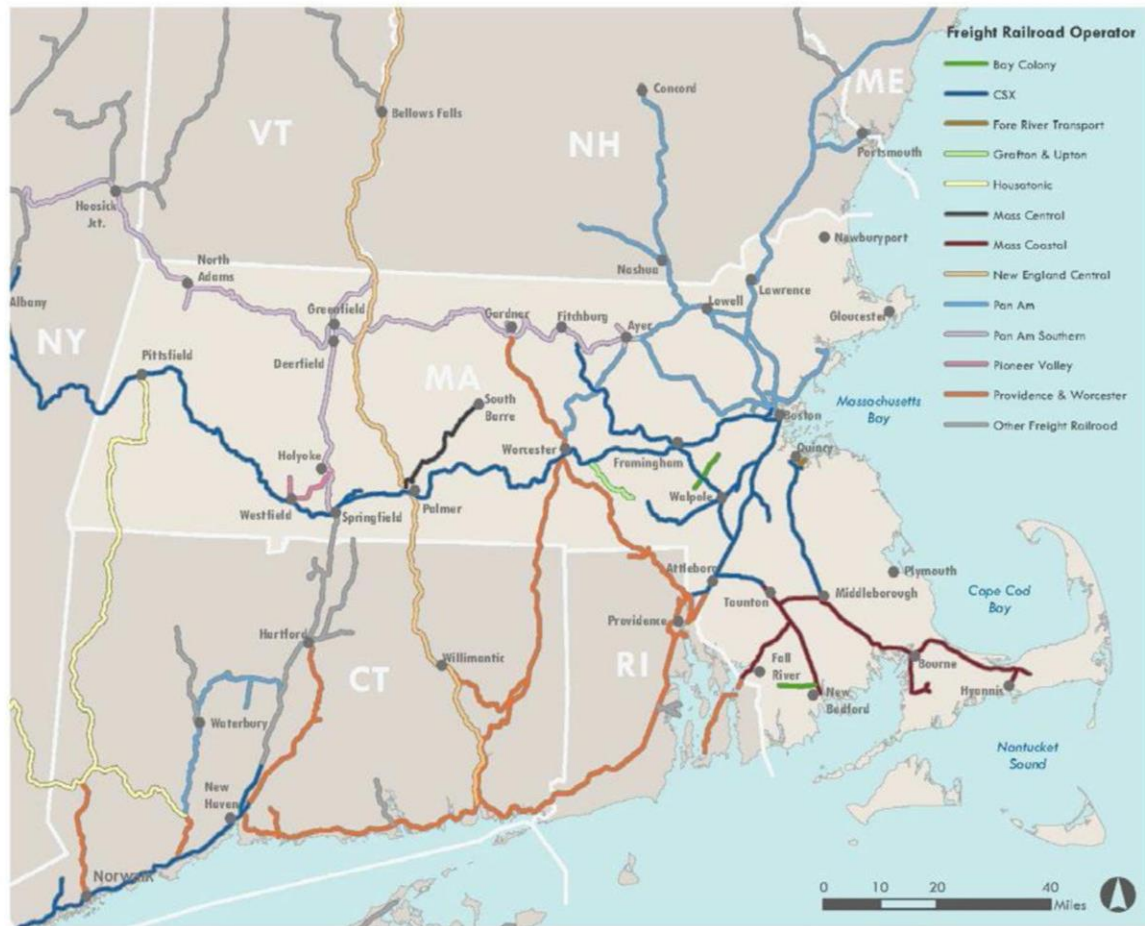 Freight Railroad Operator
Bay Colony
CSX
Fore River Transport
Grafton & Upton
Housatonic
Mass Central
Mass Coastal
New England Central
Pan Am
Pan Am Southern
Pioneer Valley
Providence & Worcester
Other Freight Railroad
ME
VT
NH
Concord
Bellows Falls
Portsmouth
Hoosick
Jct.
Newburyport
North
Adams
Nashua
Lawrence
Albany
Greenfield
Lowell
Gardner
Fitchburg
Ayer
Gloucester
NY
Pittsfield
Deerfield
MA
South
Barre
Massachusetts
Bay
Boston
Holyoke
Worcester
Framingham
Quincy
Westfield
Springfield
Palmer
Walpole
Attleboro
Plymouth
Taunton
Middleborough
Cape Cod
Bay
Hartford
Providence
Willimantic
CT
RI
Fall
River
Bourne
Hyannis
New
Bedford
Waterbury
Nantucket
Sound
New
Haven
Norwalk
0
10
20
40
Miles